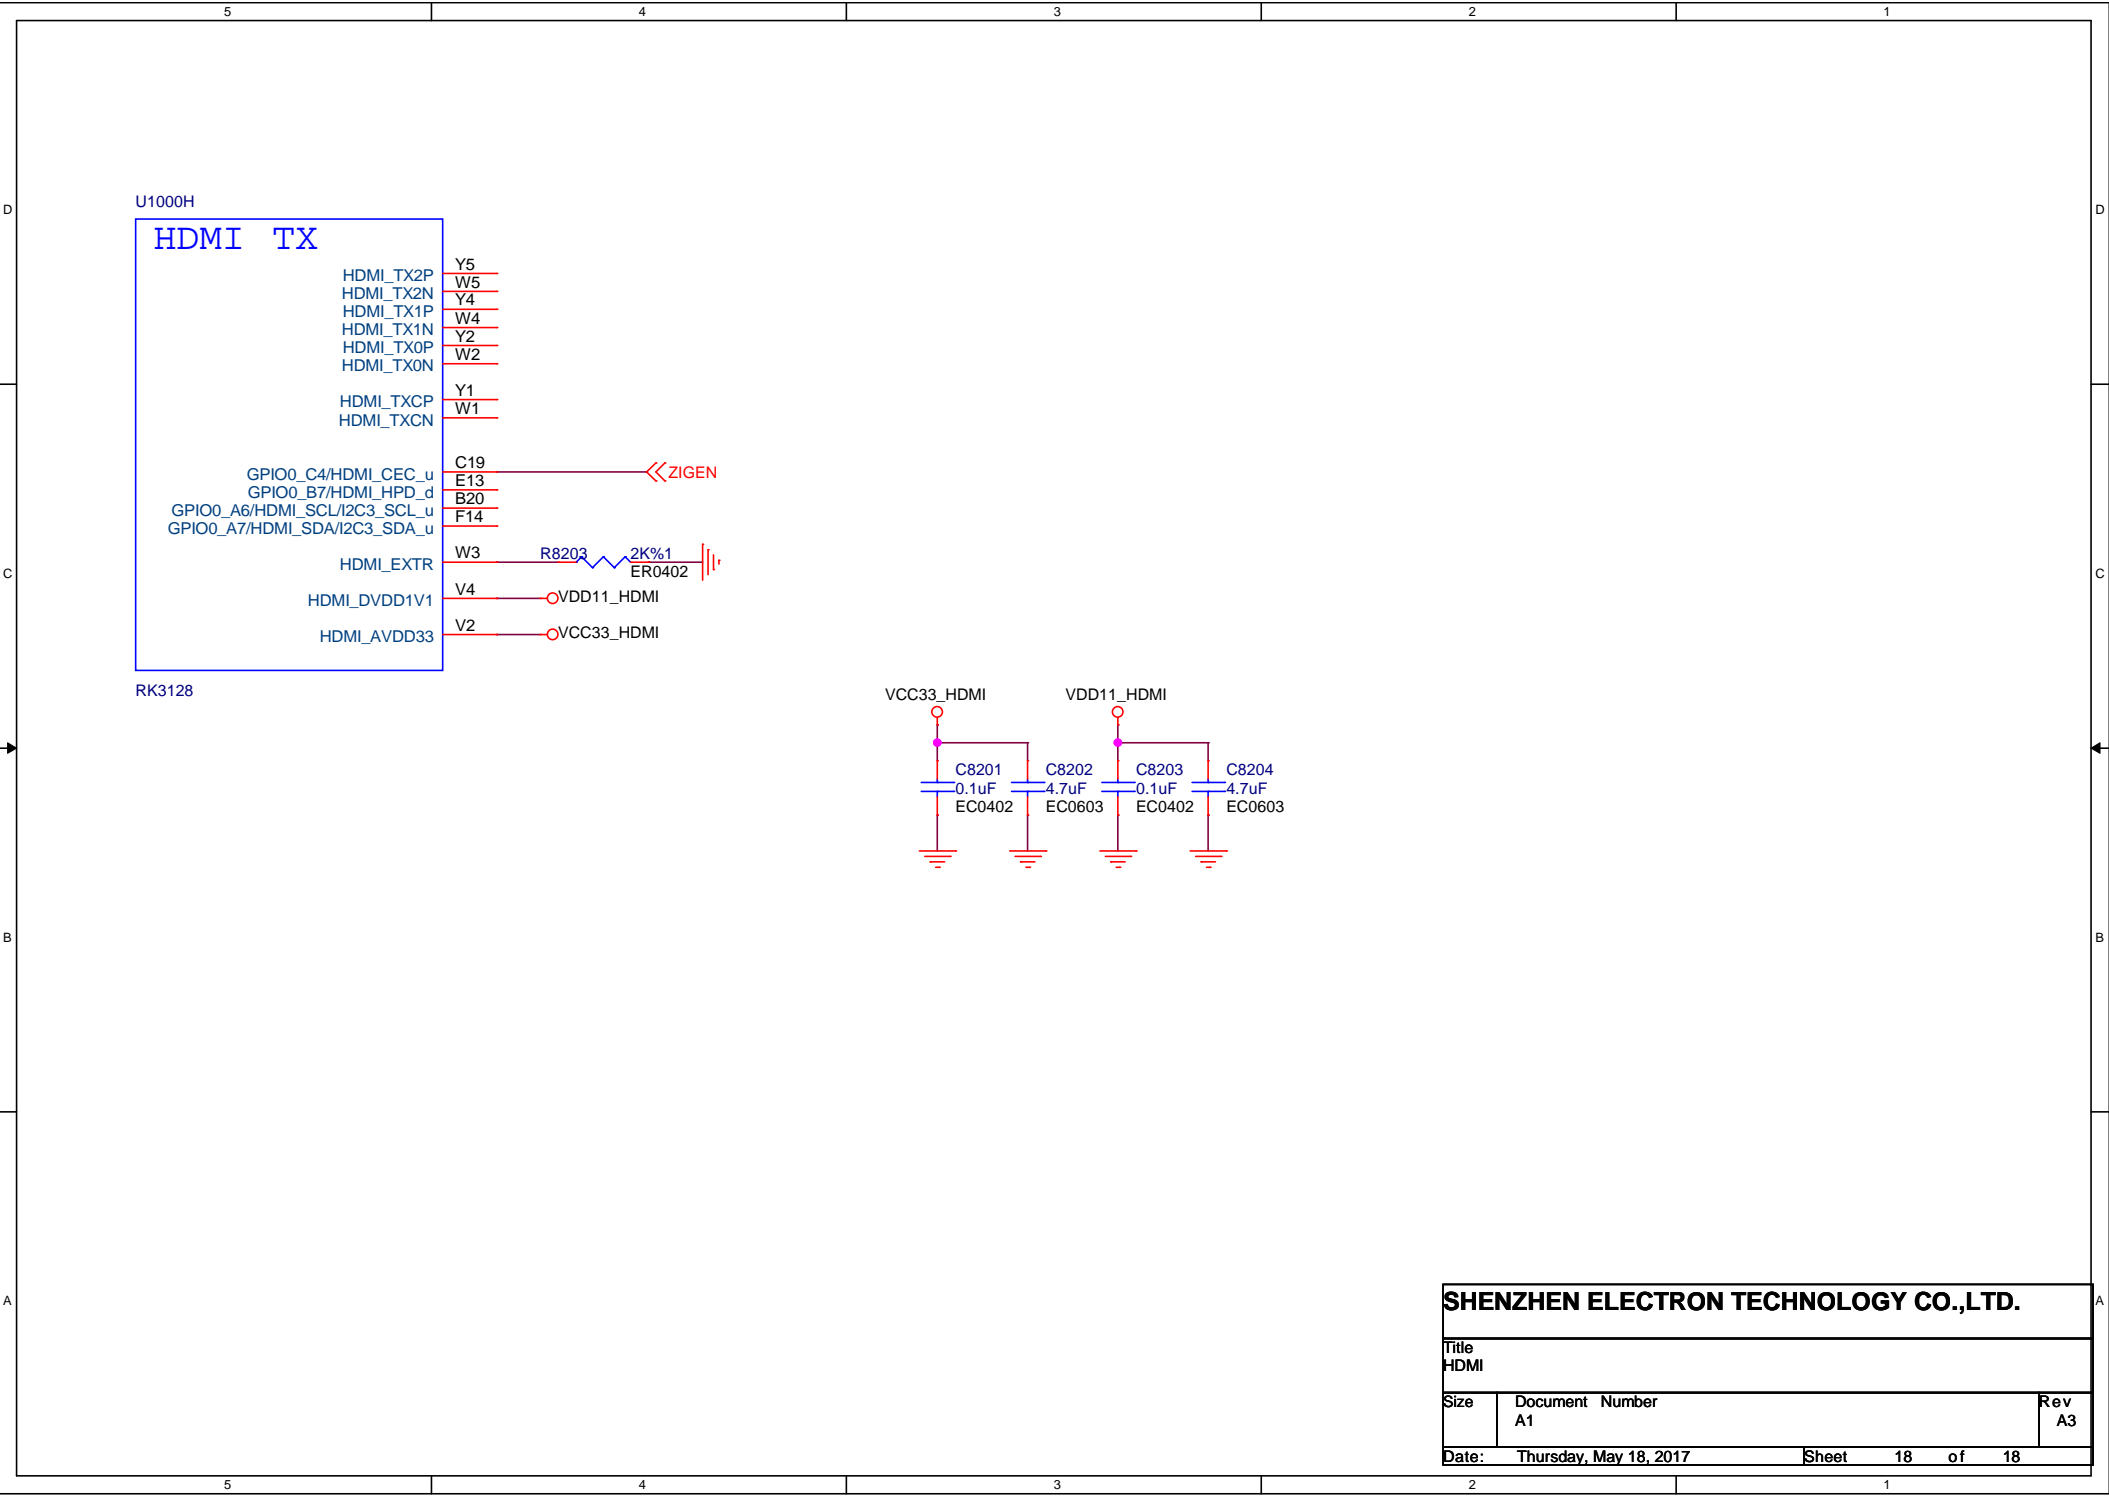 5 4 3 2 1
D D
U1000H
HDMI TX
HDMI_TX2P Y5
HDMI_TX2N W5
HDMI_TX1P Y4
HDMI_TX1N W4
HDMI_TX0P Y2
HDMI_TX0N W2
HDMI_TXCP Y1
HDMI_TXCN W1
GPIO0_C4/HDMI_CEC_u C19 ZIGEN
GPIO0_B7/HDMI_HPD_d E13
GPIO0_A6/HDMI_SCL/I2C3_SCL_u B20
GPIO0_A7/HDMI_SDA/I2C3_SDA_u F14
HDMI_EXTR W3 R8203 2K%1
ER0402
C C
HDMI_DVDD1V1 V4 VDD11_HDMI
HDMI_AVDD33 V2 VCC33_HDMI
RK3128
VCC33_HDMI VDD11_HDMI
C8201 C8202 C8203 C8204
0.1uF 4.7uF 0.1uF 4.7uF
EC0402 EC0603 EC0402 EC0603
B B
A A
SHENZHEN ELECTRON TECHNOLOGY CO.,LTD.
Title
HDMI
Size Document Number Rev
A1 A3
Date: Thursday, May 18, 2017 Sheet 18 of 18
5 4 3 2 1